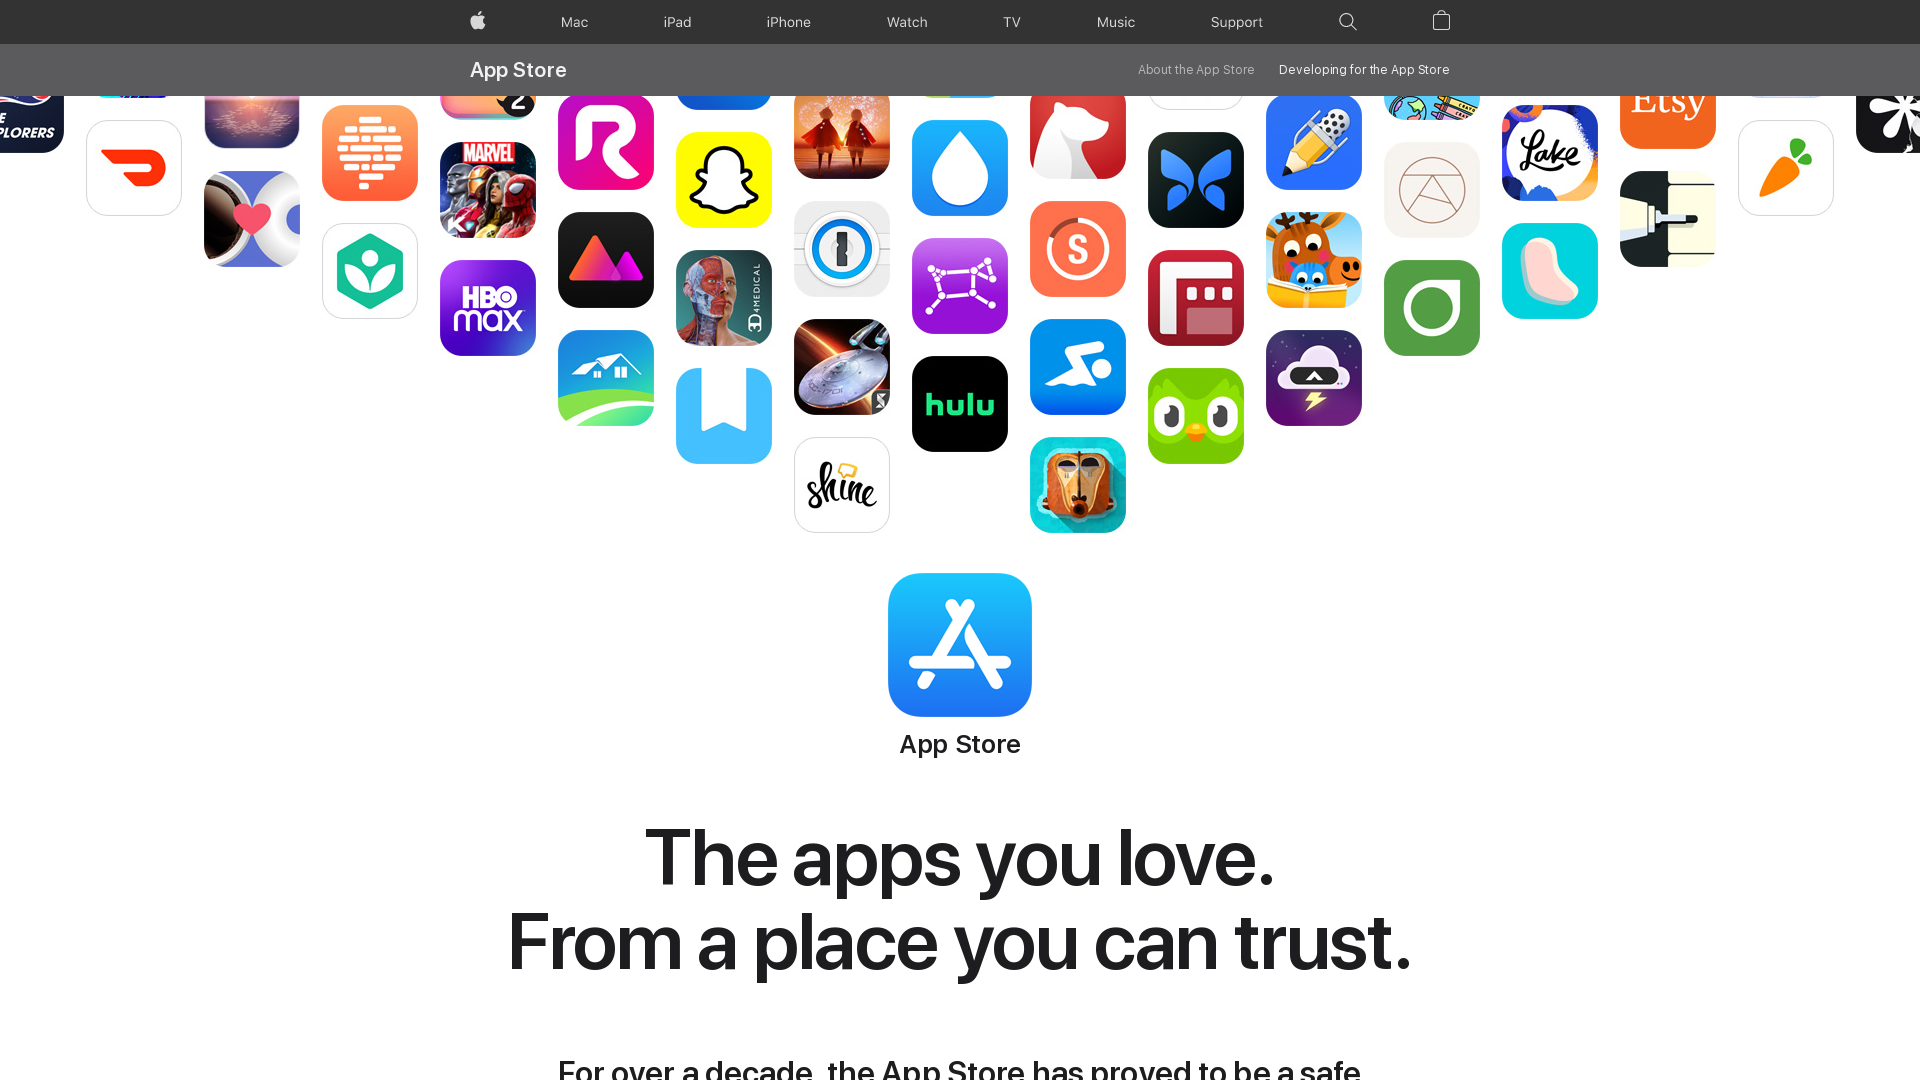 Mac
iPad
iPhone
Watch
TV
Music
Support
App Store
About the App Store
Developing for the App Store
PLORERS
2
Etsy
MARVEL
Lake
HBO
max
3D4MEDICAL
S
hulu
shine
App Store
The apps you love.
From a place you can trust.
For over a decade, the App Store has proved to be a safe